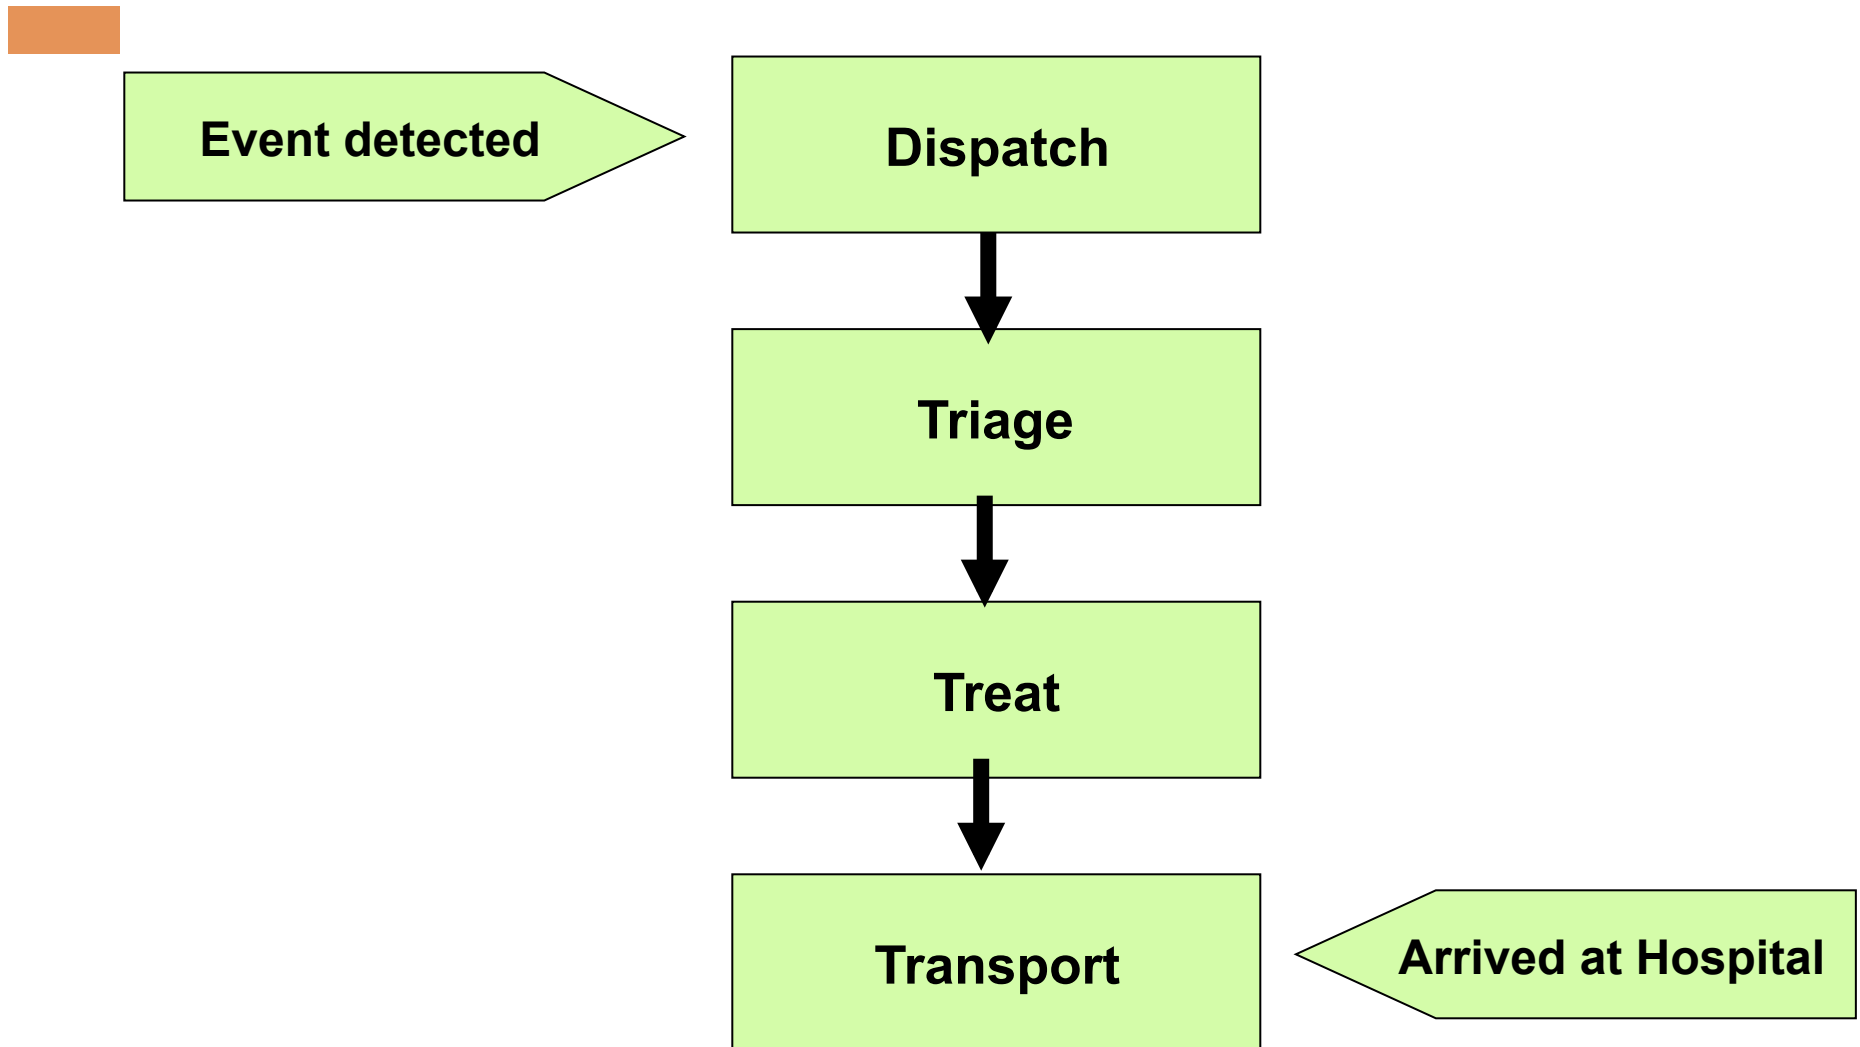 Event detected
Dispatch
Triage
Treat
Transport
Arrived at Hospital